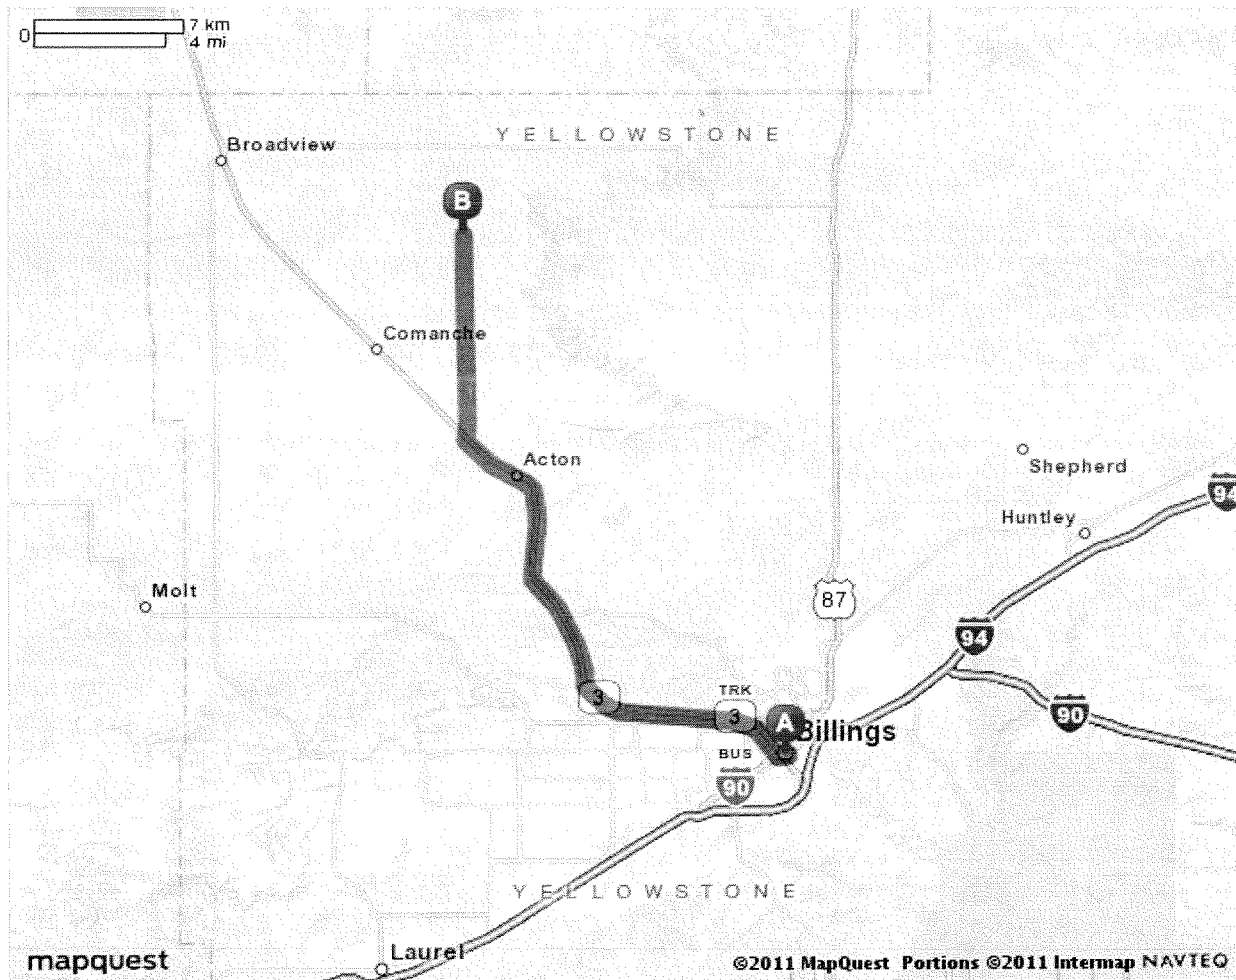 0
7 km
4 mi
Broadview
YELLOWSTONE
B
Comanche
Acton
Shepherd
94
Huntley
Molt
87
94
3
TRK
3
A
Billings
90
BUS
90
YELLOWSTONE
Laurel
mapquest
©2011 MapQuest Portions ©2011 Intermap NAVTEQ